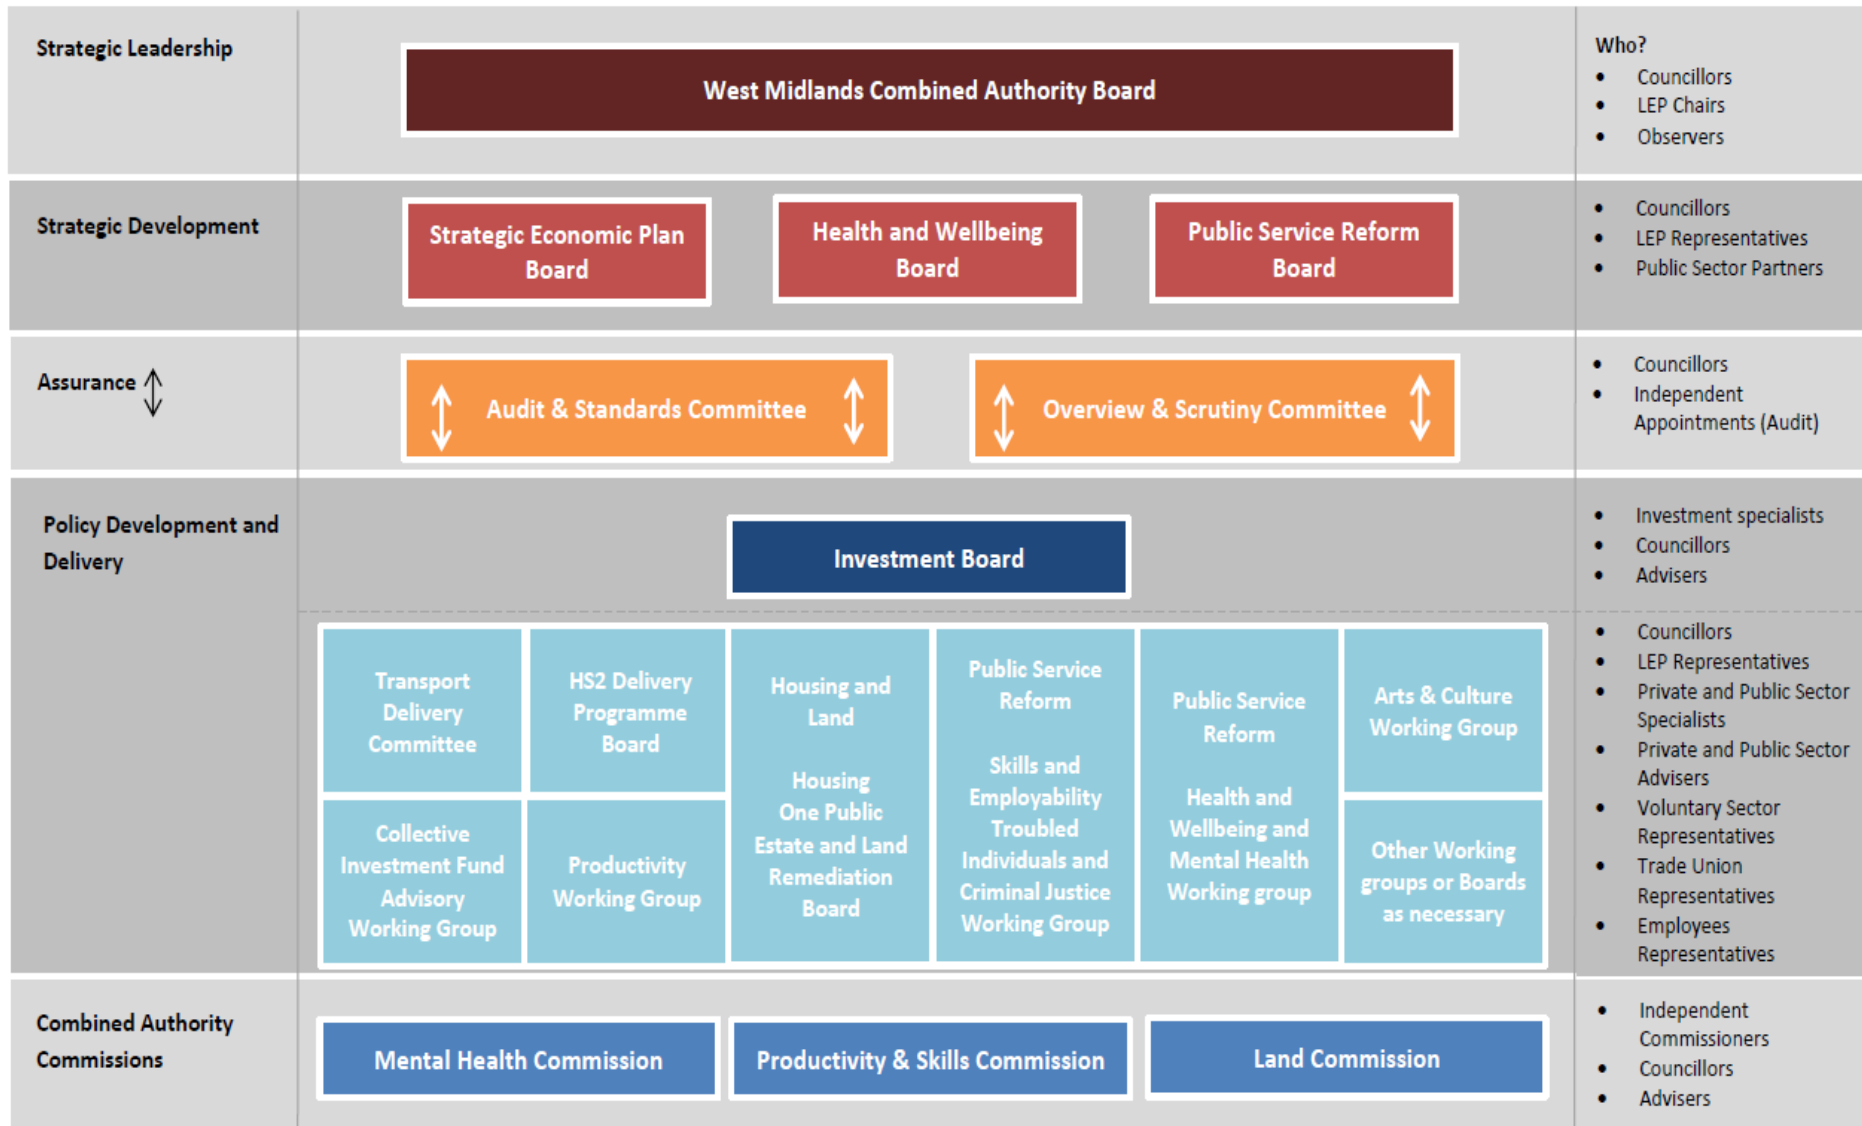 Strategic Leadership
West Midlands Combined Authority Board
Who?
• Councillors
• LEP Chairs
• Observers
Strategic Development
Strategic Economic Plan
Board
Health and Wellbeing
Board
Public Service Reform
Board
• Councillors
• LEP Representatives
• Public Sector Partners
Assurance
Audit & Standards Committee
Overview & Scrutiny Committee
• Councillors
• Independent
Appointments (Audit)
Policy Development and
Delivery
Investment Board
• Investment specialists
• Councillors
• Advisers
Transport
Delivery
Committee
HS2 Delivery
Programme
Board
Housing and
Land
Housing
One Public
Estate and Land
Remediation
Board
Public Service
Reform
Skills and
Employability
Troubled
Individuals and
Criminal Justice
Working Group
Public Service
Reform
Health and
Wellbeing and
Mental Health
Working group
Arts & Culture
Working Group
Collective
Investment Fund
Advisory
Working Group
Productivity
Working Group
Other Working
groups or Boards
as necessary
• Councillors
• LEP Representatives
• Private and Public Sector
Specialists
• Private and Public Sector
Advisers
• Voluntary Sector
Representatives
• Trade Union
Representatives
• Employees
Representatives
Combined Authority
Commissions
Mental Health Commission
Productivity & Skills Commission
Land Commission
• Independent
Commissioners
• Councillors
• Advisers